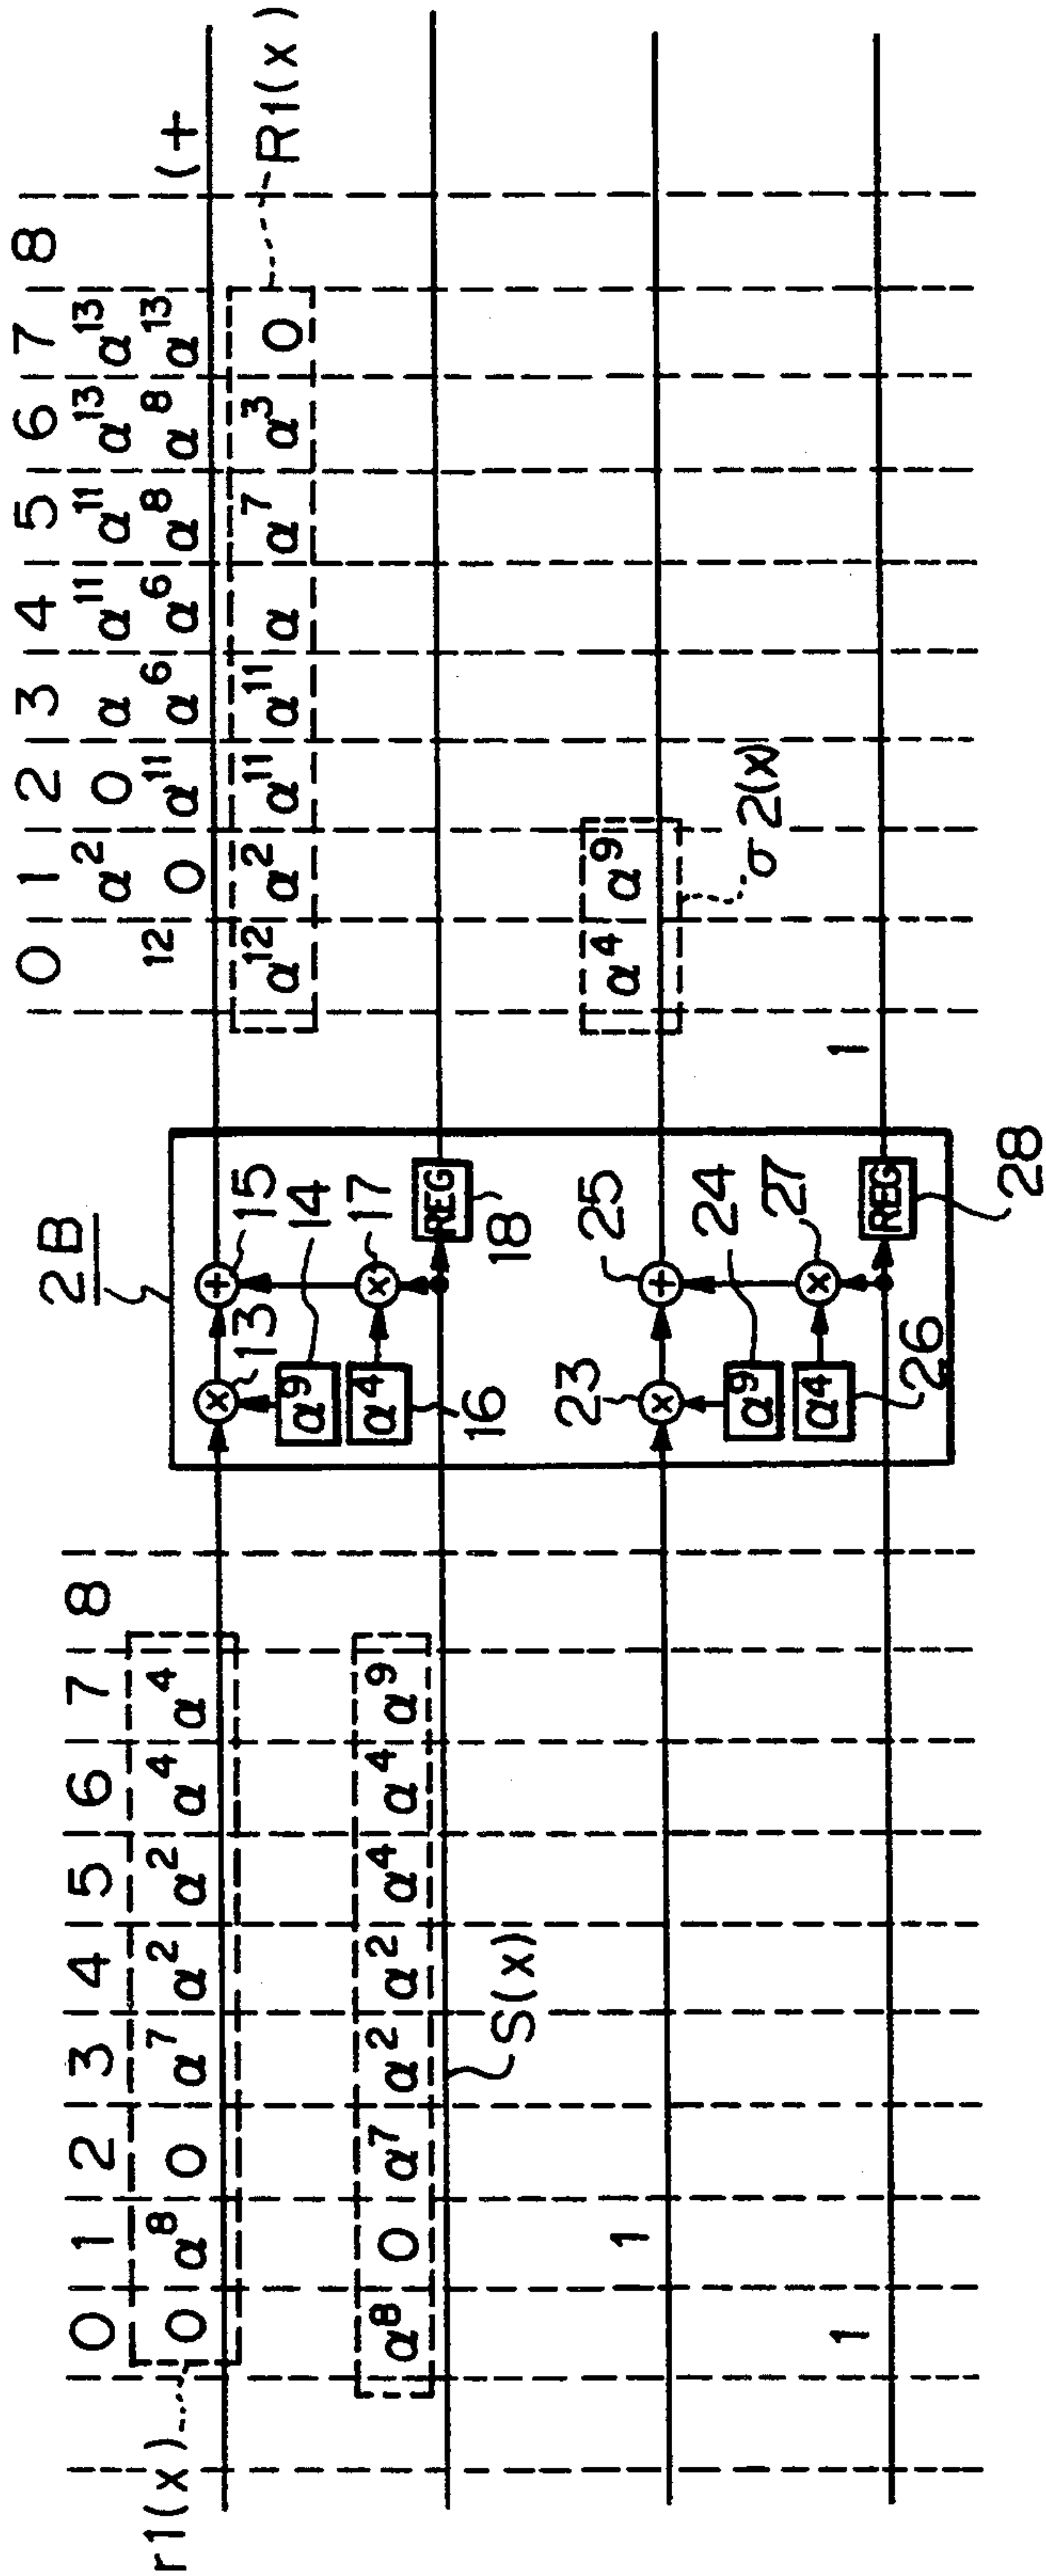 0 1 2 3 4 5 6 7 8
r1(x) 0 α⁸ 0 α⁷ α² α² α⁴ α⁴
α⁸ 0 α⁷ α² α² α⁴ α⁴ α⁹
S(x)
1
1
2B
× 13 + 15
α⁹ 14
α⁴ × 17
16 REG
18
23 × + 25
α⁹ 24
α⁴ × 27
26 REG
28
0 1 2 3 4 5 6 7 8
α² 0 α α¹¹ α¹¹ α¹³ α¹³
12 0 α¹¹ α⁶ α⁶ α⁸ α⁸ α¹³ (+
α¹² α² α¹¹ α¹¹ α α⁷ α³ 0
R1(x)
α⁴ α⁹
σ2(x)
1